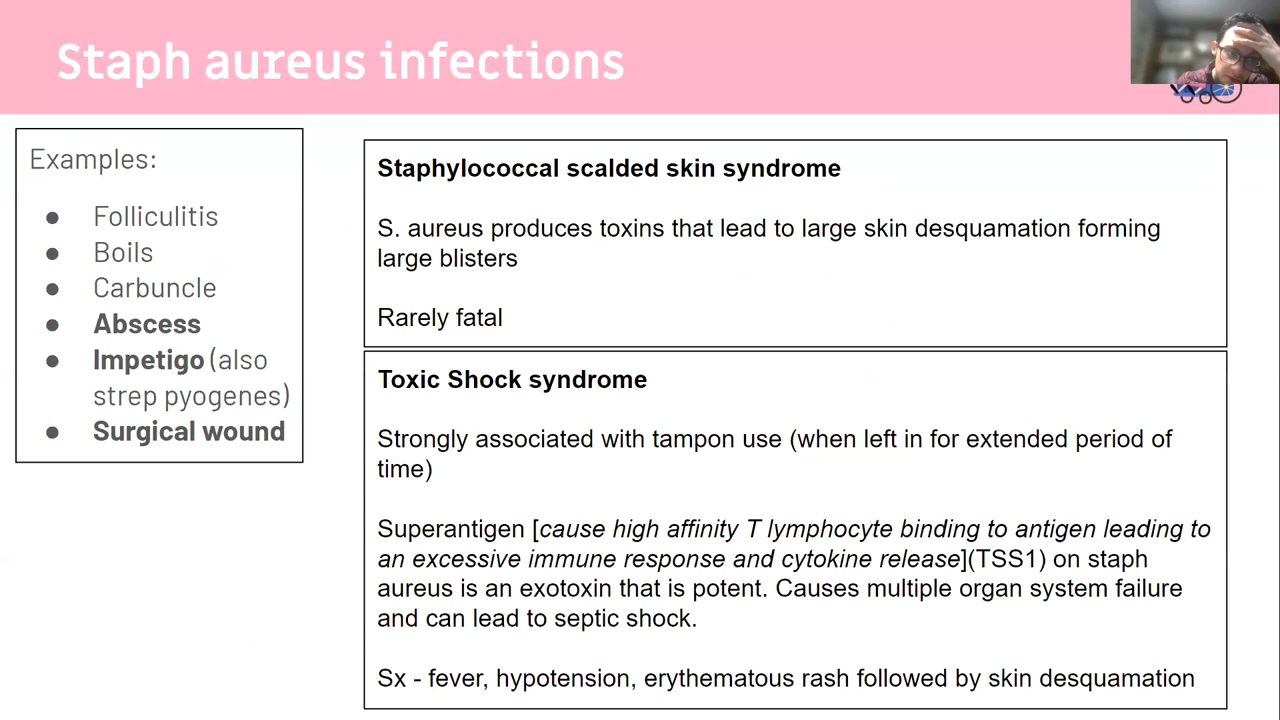 Staph aureus infections
Examples:
● Folliculitis
● Boils
● Carbuncle
● Abscess
● Impetigo (also
strep pyogenes)
● Surgical wound
Staphylococcal scalded skin syndrome
S. aureus produces toxins that lead to large skin desquamation forming
large blisters
Rarely fatal
Toxic Shock syndrome
Strongly associated with tampon use (when left in for extended period of
time)
Superantigen [cause high affinity T lymphocyte binding to antigen leading to
an excessive immune response and cytokine release](TSS1) on staph
aureus is an exotoxin that is potent. Causes multiple organ system failure
and can lead to septic shock.
Sx - fever, hypotension, erythematous rash followed by skin desquamation